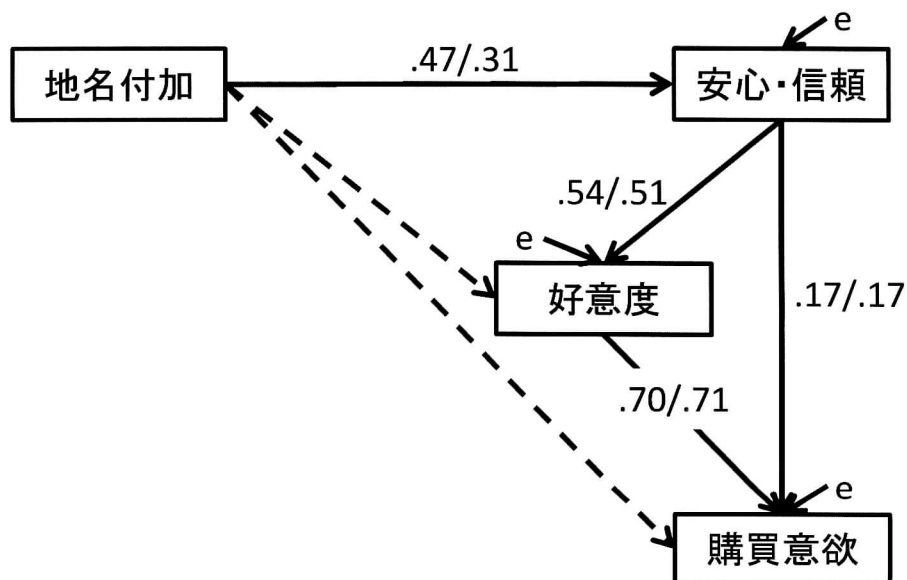 e
地名付加
.47/.31
安心・信頼
.54/.51
e
好意度
.17/.17
.70/.71
e
購買意欲